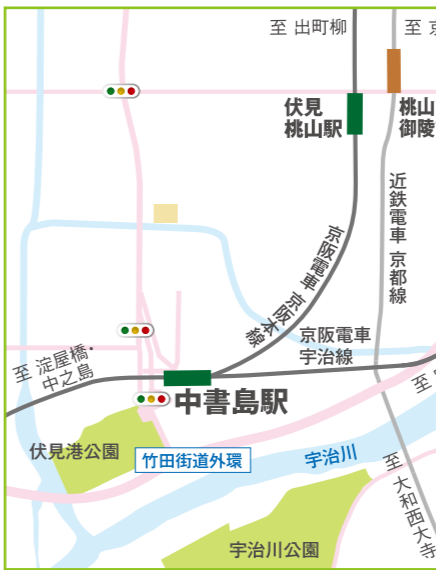 至 出町柳
至
伏見
桃山駅
桃山
御陵
近鉄電車 京都線
京阪電車 京阪本線
京阪電車
宇治線
至 淀屋橋・
中之島
中書島駅
至
伏見港公園
竹田街道外環
宇治川
至 大和西大寺
宇治川公園